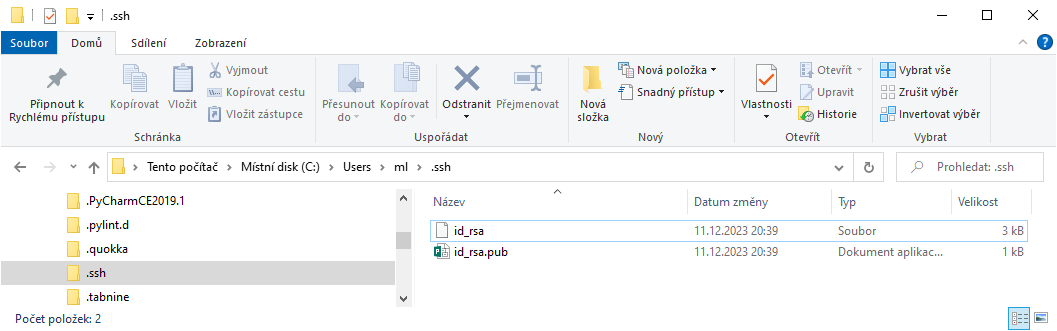 .ssh
Soubor Domů Sdílení Zobrazení
Připnout k Rychlému přístupu
Kopírovat
Vložit
Vyjmout
Kopírovat cestu
Vložit zástupce
Schránka
Přesunout do
Kopírovat do
Odstranit
Přejmenovat
Uspořádat
Nová složka
Nová položka
Snadný přístup
Nový
Vlastnosti
Otevřít
Upravit
Historie
Otevřít
Vybrat vše
Zrušit výběr
Invertovat výběr
Vybrat
Tento počítač Místní disk (C:) Users ml .ssh
Prohledat: .ssh
.PyCharmCE2019.1
.pylint.d
.quokka
.ssh
.tabnine
Název Datum změny Typ Velikost
id_rsa 11.12.2023 20:39 Soubor 3 kB
id_rsa.pub 11.12.2023 20:39 Dokument aplikac... 1 kB
Počet položek: 2